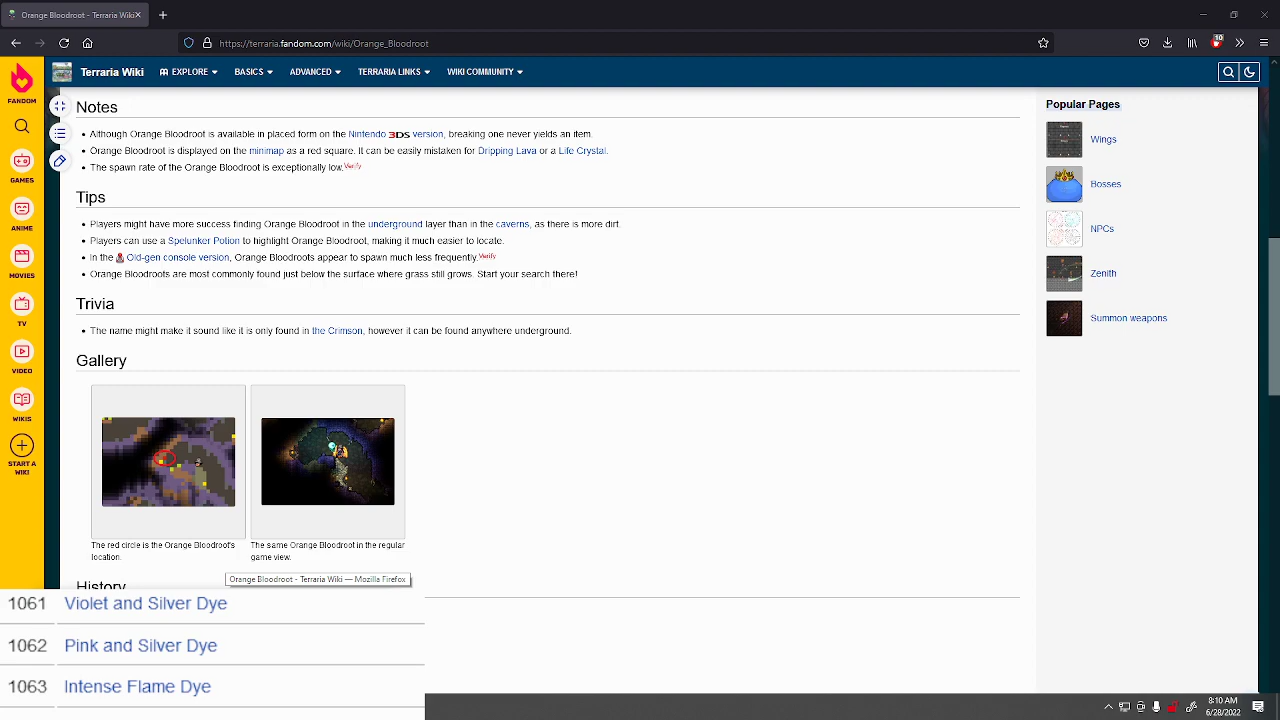 Orange Bloodroot - Terraria Wiki
https://terraria.fandom.com/wiki/Orange_Bloodroot
10
FANDOM
Terraria Wiki
EXPLORE
BASICS
ADVANCED
TERRARIA LINKS
WIKI COMMUNITY
GAMES
ANIME
MOVIES
TV
VIDEO
WIKIS
START A
WIKI
Notes
Although Orange Bloodroot is available in placed form on the Nintendo 3DS version, breaking it never yields an item.
Orange Bloodroot is depicted on the minimap as a red square. It can be easily mistaken for Dripping Lava or a Life Crystal.
The spawn rate of the Orange Bloodroot is exceptionally low. Verify
Tips
Players might have more success finding Orange Bloodroot in the Underground layer than in the cavern, as there is more dirt.
Players can use a Spelunker Potion to highlight Orange Bloodroot, making it much easier to locate.
In the Old-gen console version, Orange Bloodroots appear to spawn much less frequently. Verify
Orange Bloodroots are most commonly found just below the surface where grass still grows. Start your search there!
Trivia
The name might make it sound like it is only found in the Crimson, however it can be found anywhere underground.
Gallery
The red circle is the Orange Bloodroot's
location.
The same Orange Bloodroot in the regular
game view.
Orange Bloodroot - Terraria Wiki — Mozilla Firefox
History
Popular Pages
Wings
Bosses
NPCs
Zenith
Summon weapons
1061 Violet and Silver Dye
1062 Pink and Silver Dye
1063 Intense Flame Dye
8:10 AM
6/28/2022